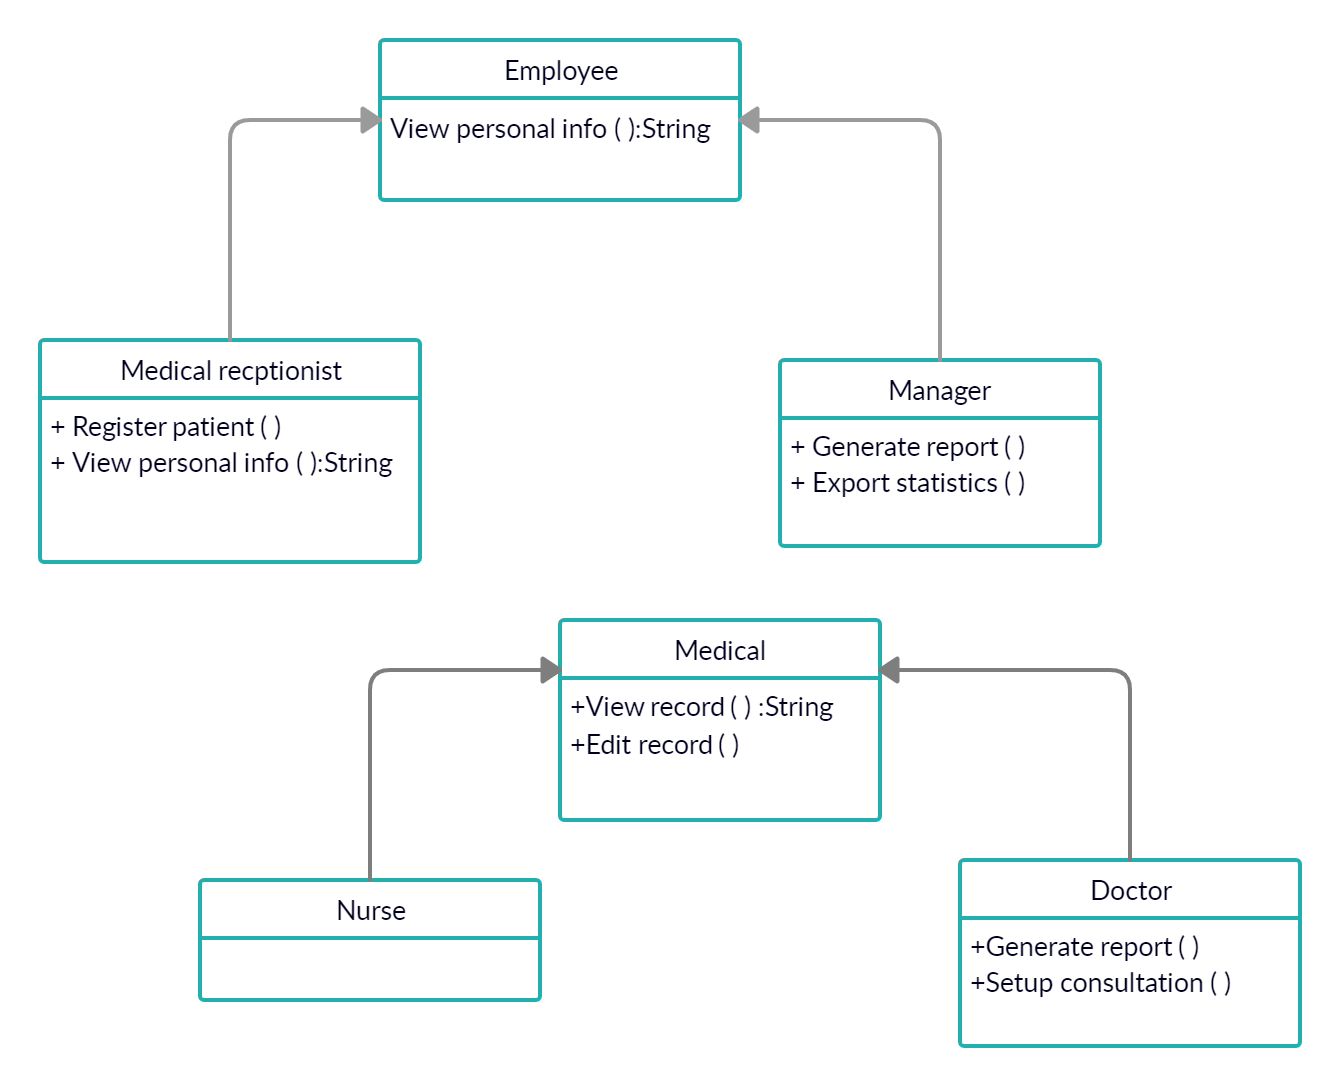 Employee
View personal info ( ):String
Medical recptionist
+ Register patient ( )
+ View personal info ( ):String
Manager
+ Generate report ( )
+ Export statistics ( )
Medical
+View record ( ) :String
+Edit record ( )
Nurse
Doctor
+Generate report ( )
+Setup consultation ( )